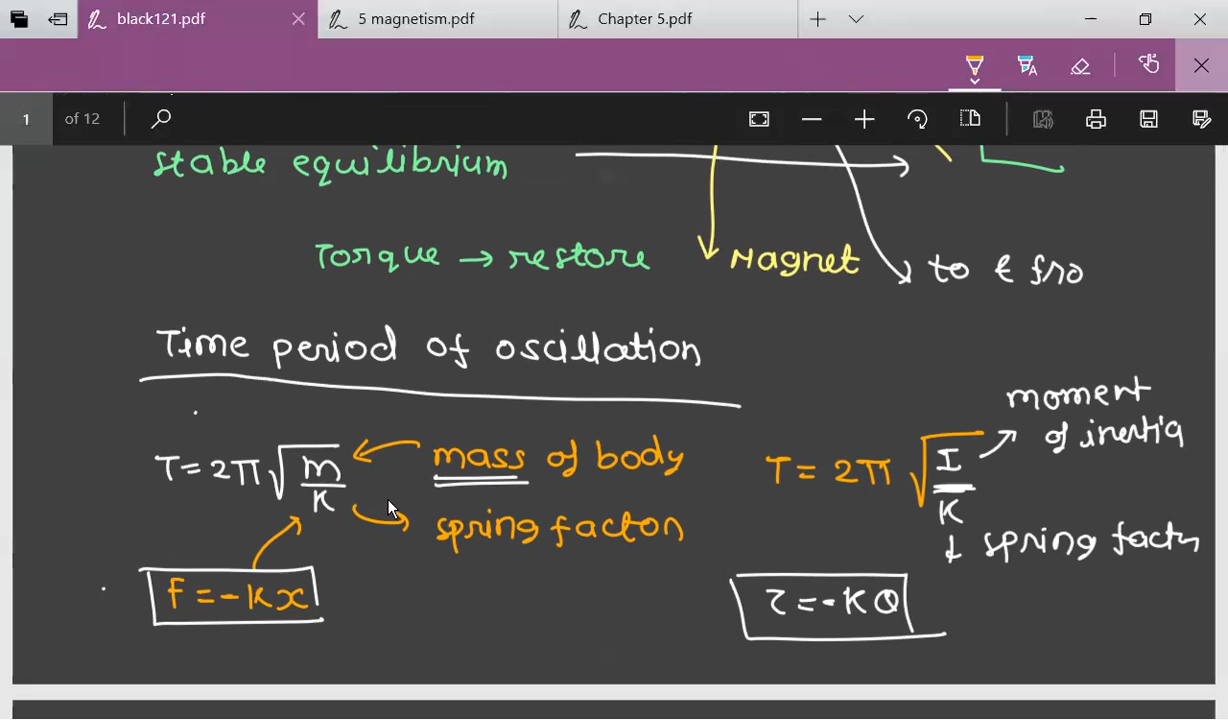 black121.pdf
5 magnetism.pdf
Chapter 5.pdf
1 of 12
stable equilibrium
Torque → restore
Magnet
to & fro
Time period of oscillation
moment
of inertia
T = 2π √(m/K)
mass of body
spring factor
T = 2π √(I/K)
↓ spring factr
F = -Kx
τ = -Kθ